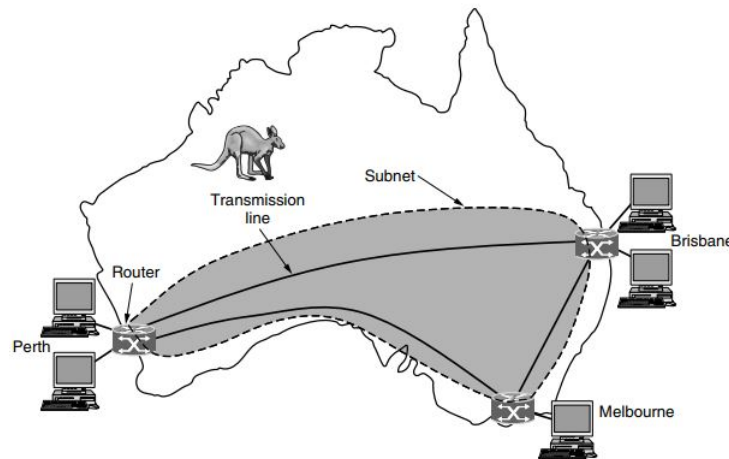 Subnet
Transmission
line
Brisbane
Router
Perth
Melbourne